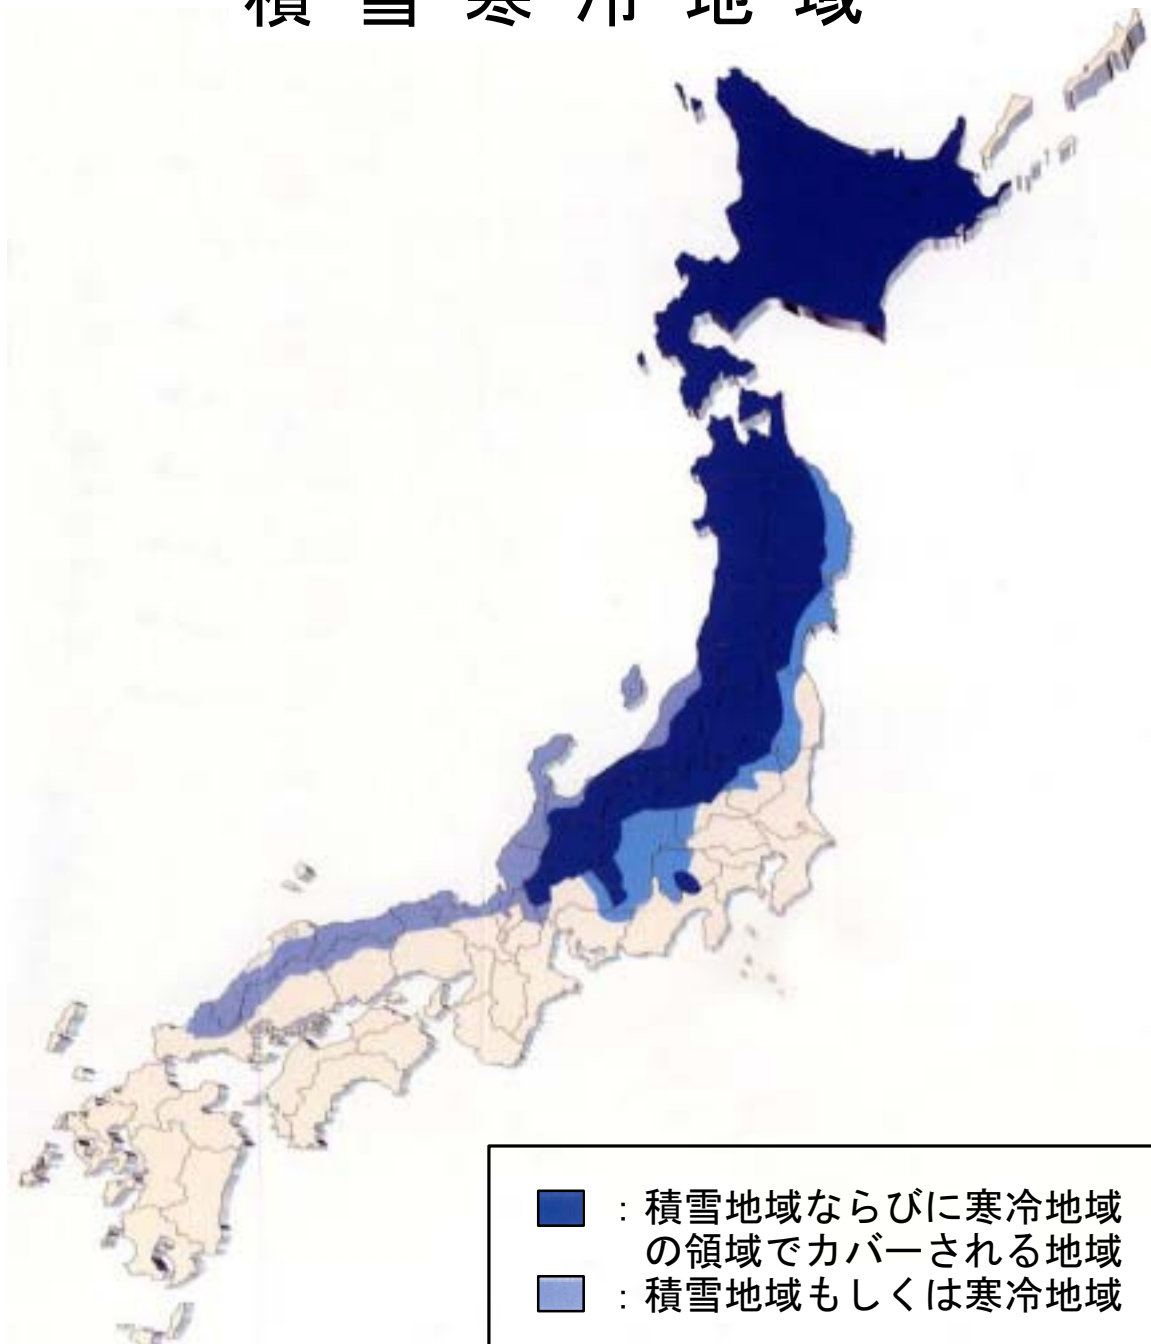 積雪寒冷地域
：積雪地域ならびに寒冷地域
の領域でカバーされる地域
：積雪地域もしくは寒冷地域